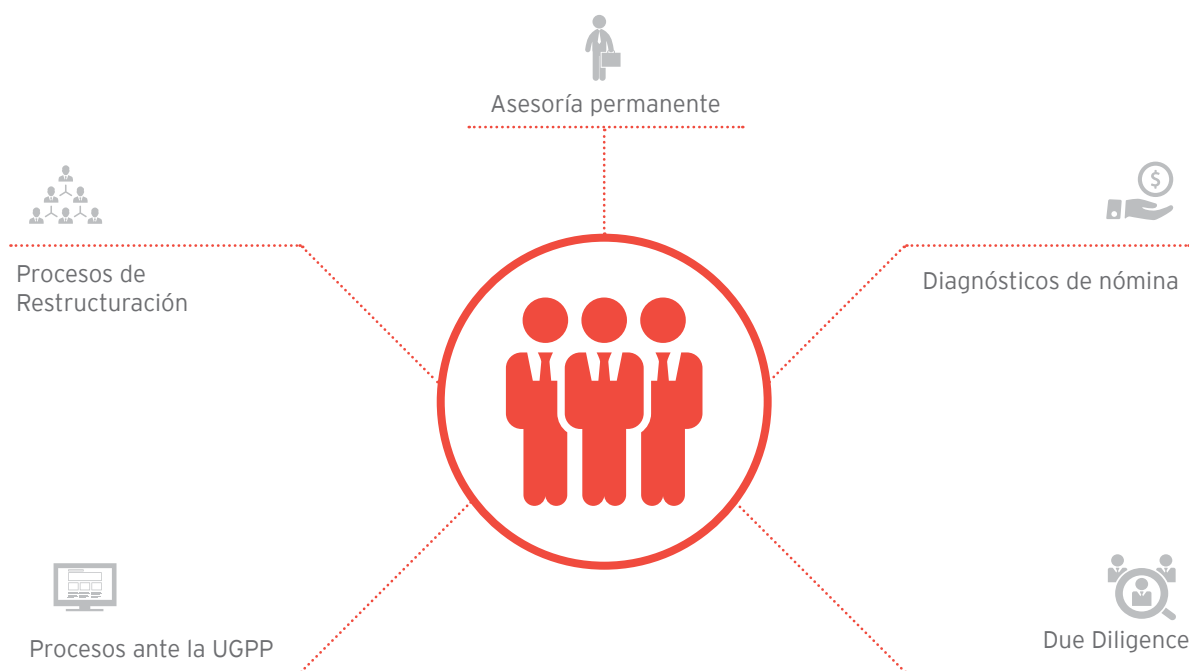 Asesoría permanente
Procesos de
Restructuración
Diagnósticos de nómina
Procesos ante la UGPP
Due Diligence